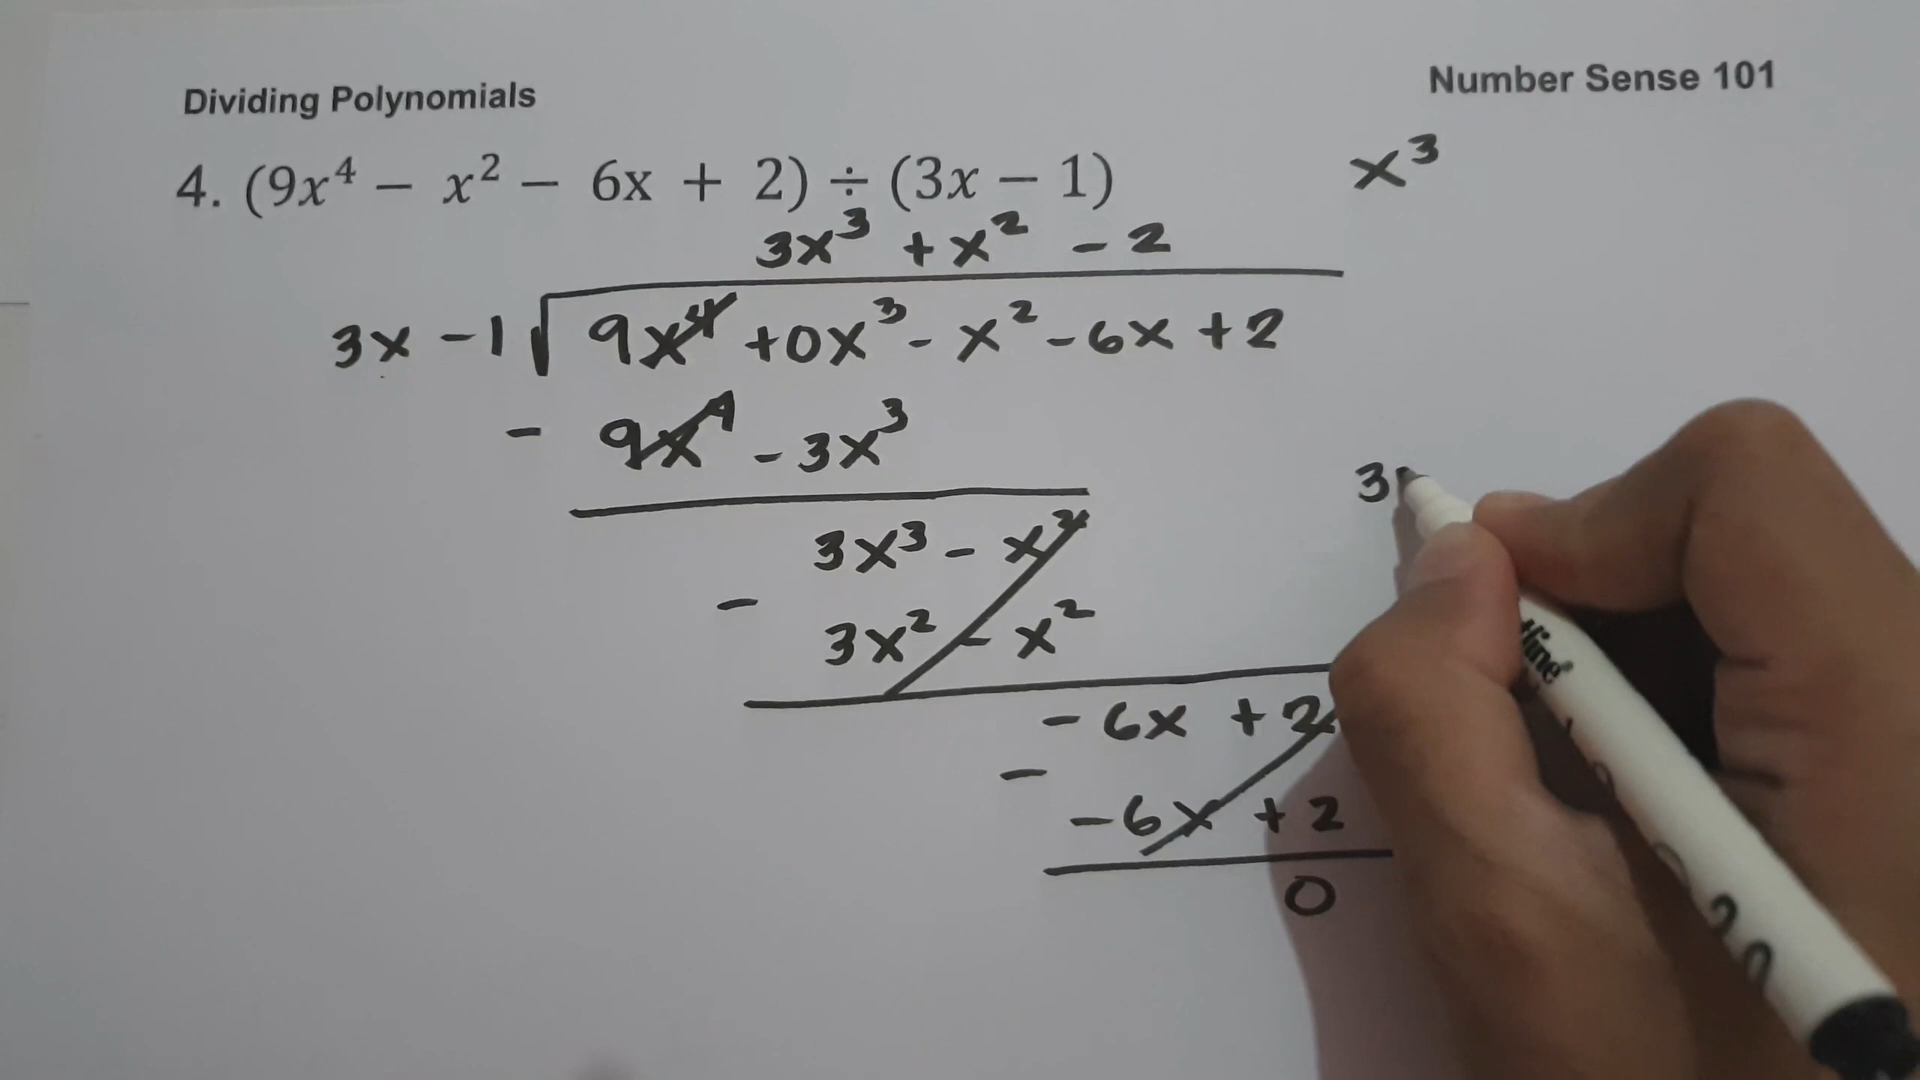 Dividing Polynomials
Number Sense 101
4. (9x⁴ − x² − 6x + 2) ÷ (3x − 1)
x³
3x³ + x² - 2
3x - 1 √ 9x⁴ + 0x³ - x² - 6x + 2
- 9x⁴ - 3x³
3
3x³ - x²
- 3x² - x²
- 6x + 2
- - 6x + 2
0